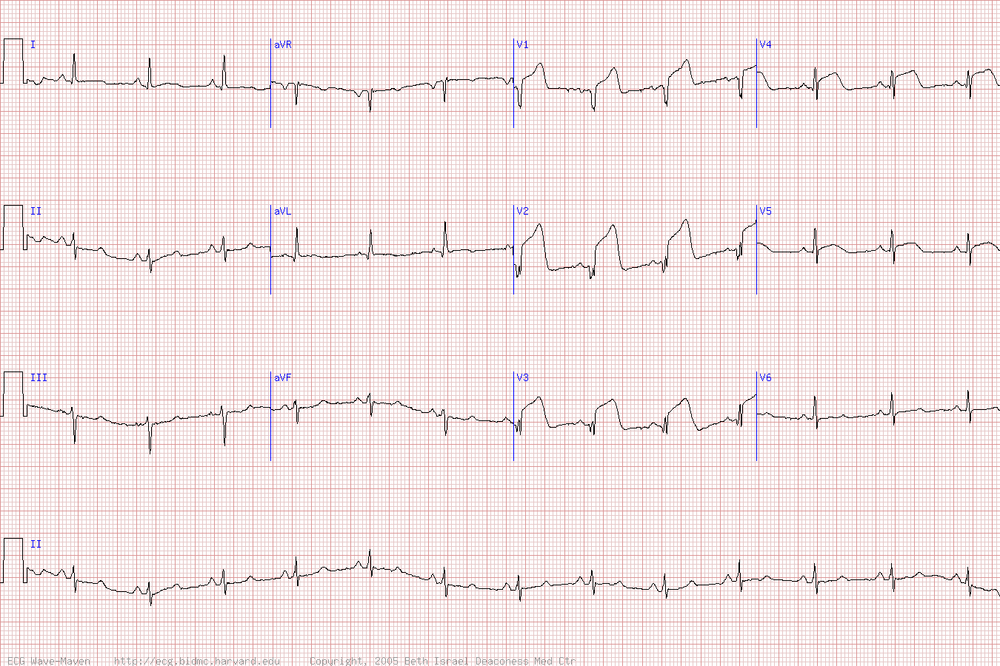 I aVR V1 V4
II aVL V2 V5
III aVF V3 V6
II
ECG Wave-Maven http://ecg.bidmc.harvard.edu Copyright, 2005 Beth Israel Deaconess Med Ctr